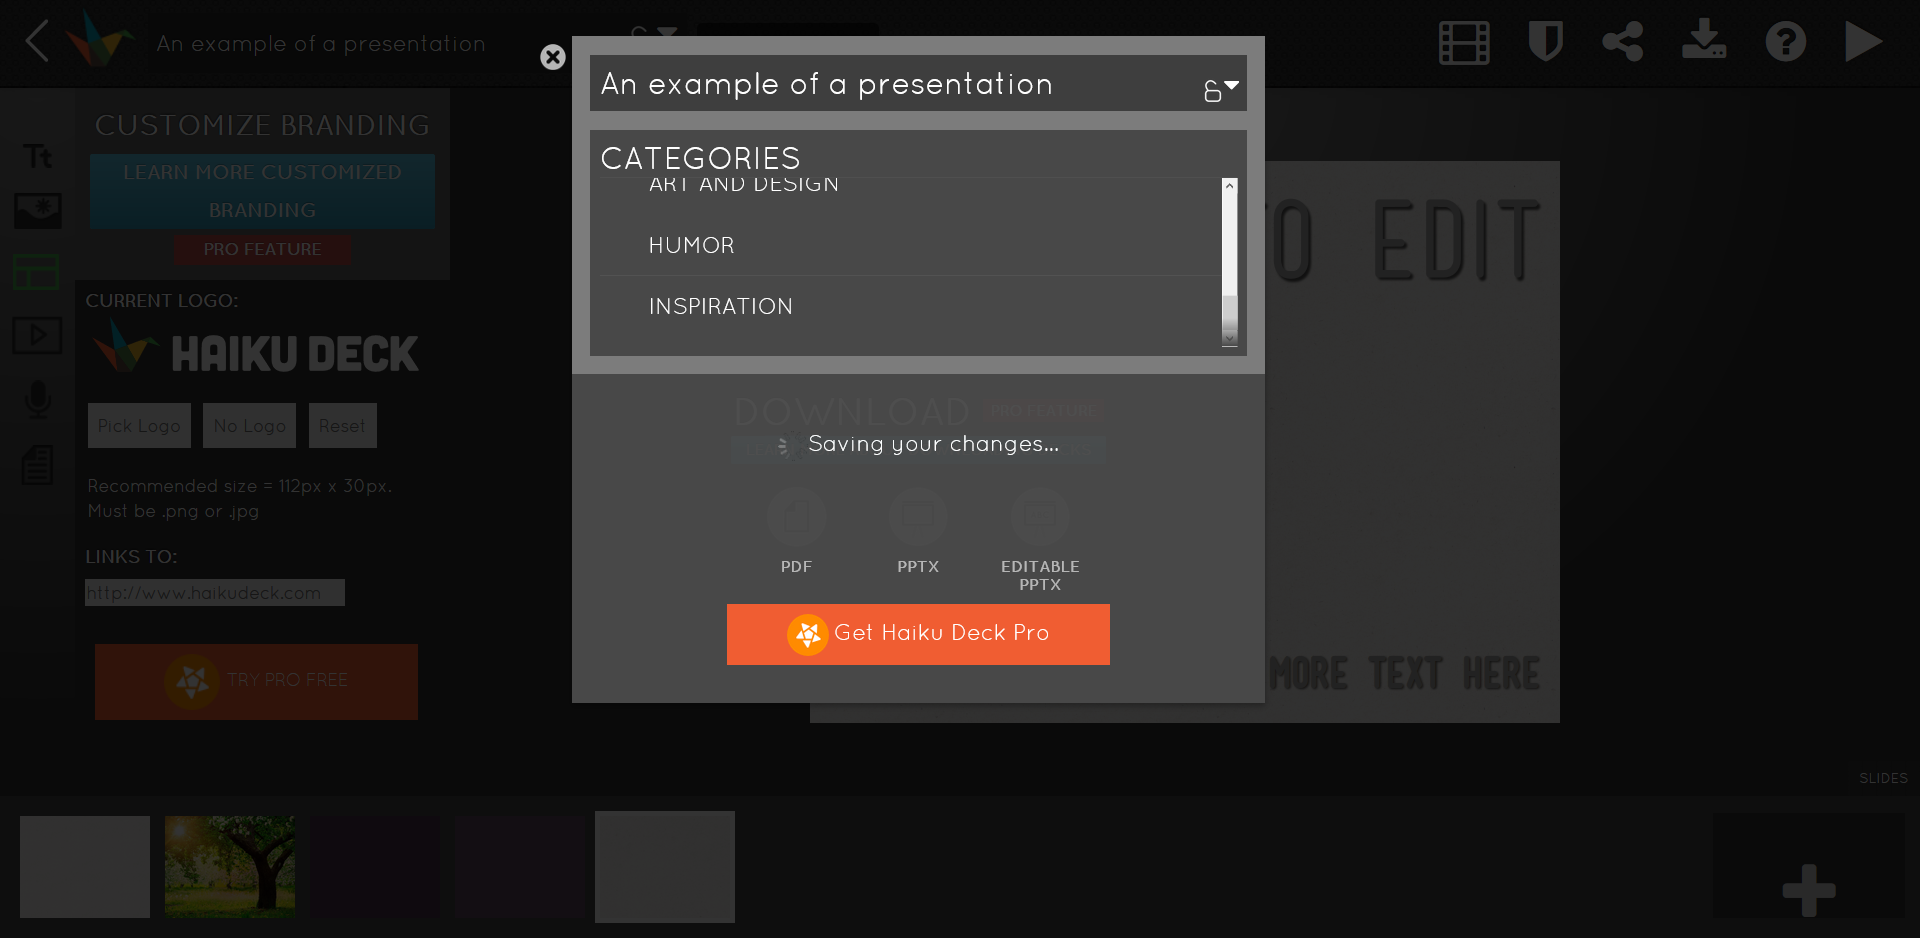 An example of a presentation
CUSTOMIZE BRANDING
LEARN MORE CUSTOMIZED
BRANDING
PRO FEATURE
CURRENT LOGO:
HAIKU DECK
Pick Logo
No Logo
Reset
Recommended size = 112px x 30px.
Must be .png or .jpg
LINKS TO:
http://www.haikudeck.com
TRY PRO FREE
An example of a presentation
CATEGORIES
ART AND DESIGN
HUMOR
INSPIRATION
DOWNLOAD
PRO FEATURE
Saving your changes...
PDF
PPTX
EDITABLE
PPTX
Get Haiku Deck Pro
TO EDIT
MORE TEXT HERE
SLIDES